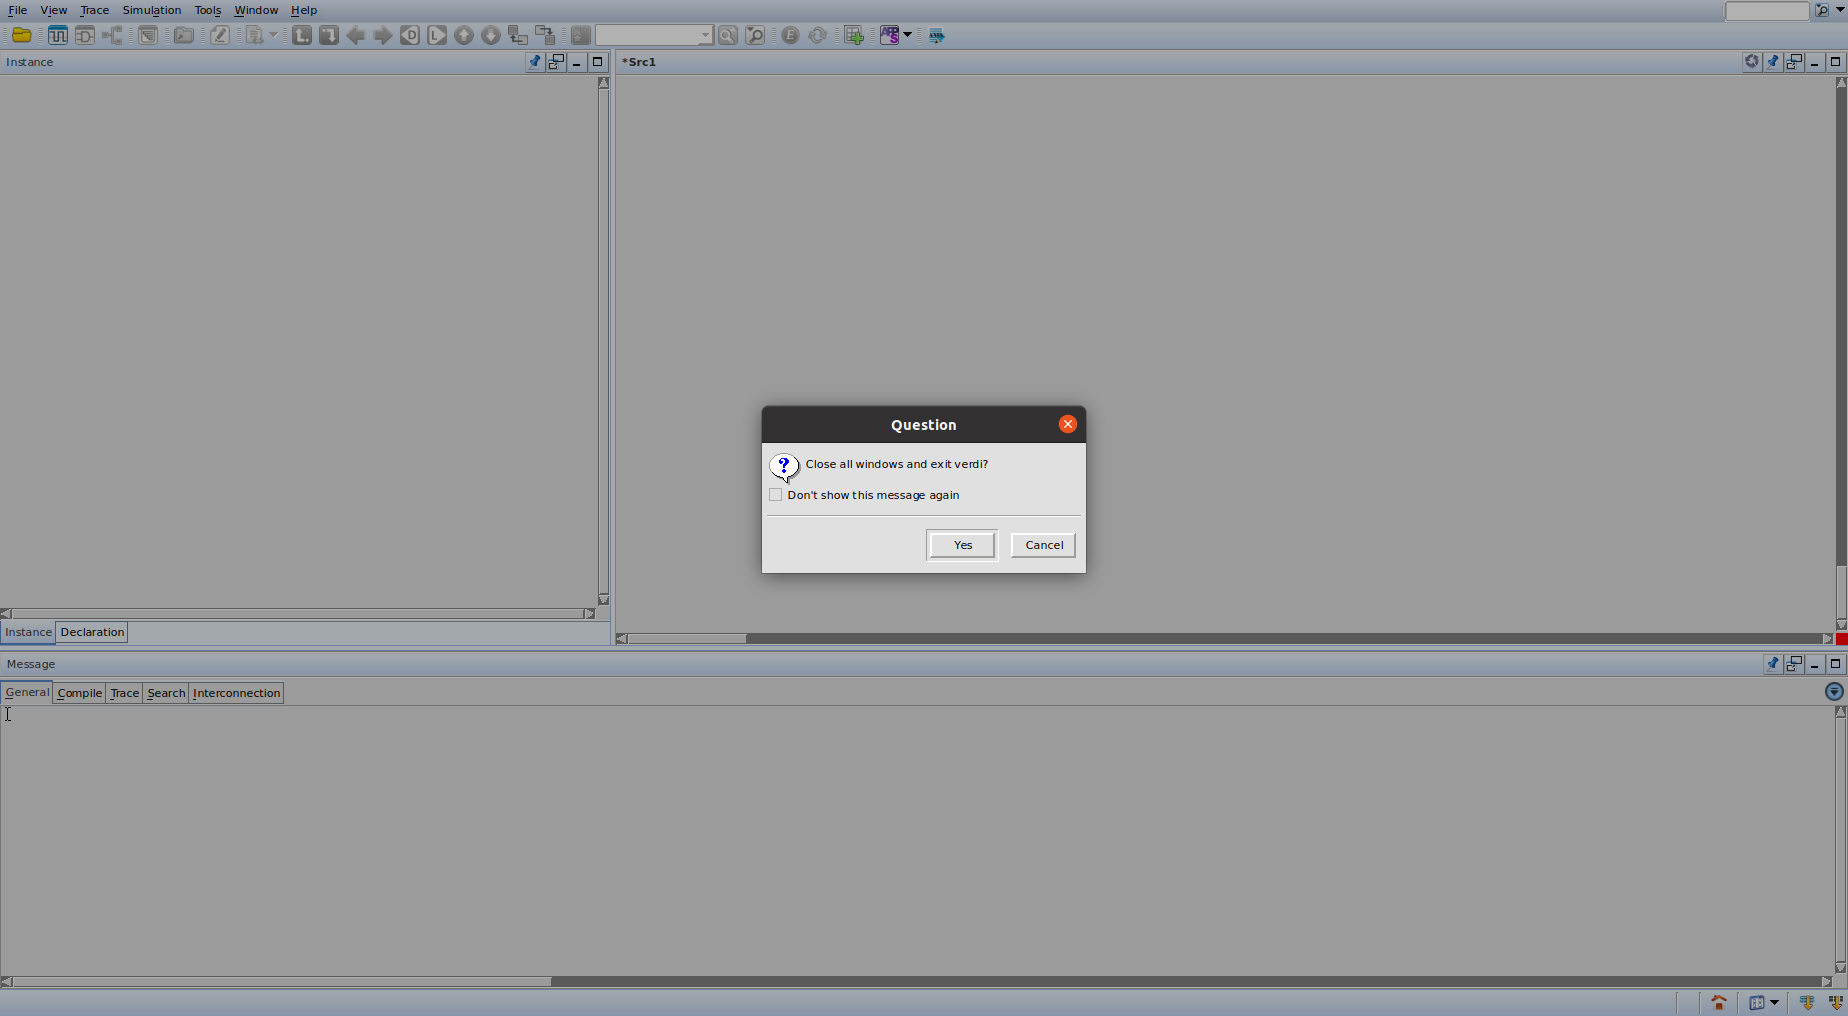 File View Trace Simulation Tools Window Help
Instance
*Src1
Question
Close all windows and exit verdi?
Don't show this message again
Yes Cancel
Instance Declaration
Message
General Compile Trace Search Interconnection